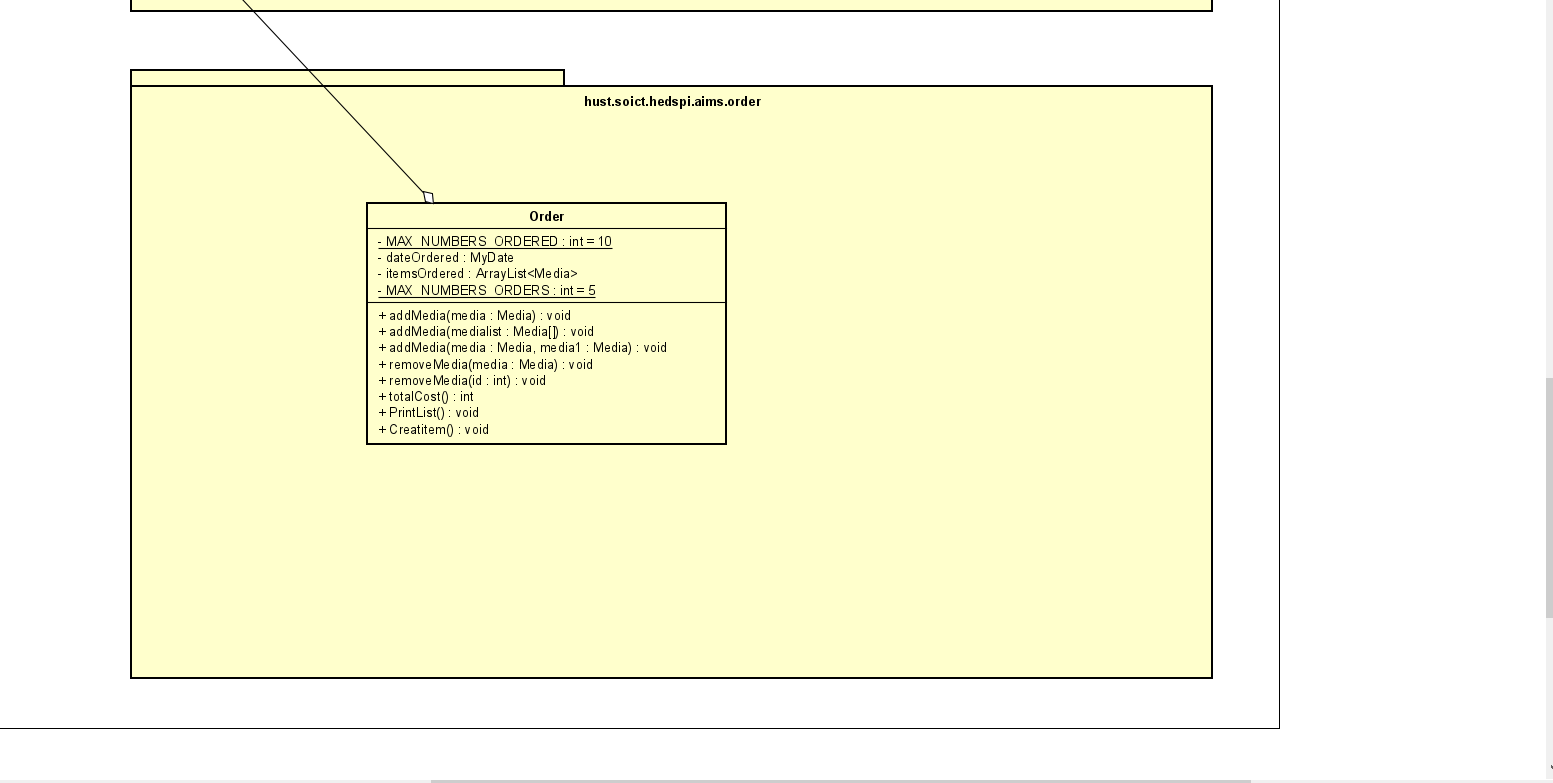 hust.soict.hedspi.aims.order
Order
- MAX_NUMBERS_ORDERED : int = 10
- dateOrdered : MyDate
- itemsOrdered : ArrayList<Media>
- MAX_NUMBERS_ORDERS : int = 5
+ addMedia(media : Media) : void
+ addMedia(medialist : Media[]) : void
+ addMedia(media : Media, media1 : Media) : void
+ removeMedia(media : Media) : void
+ removeMedia(id : int) : void
+ totalCost() : int
+ PrintList() : void
+ Creatitem() : void